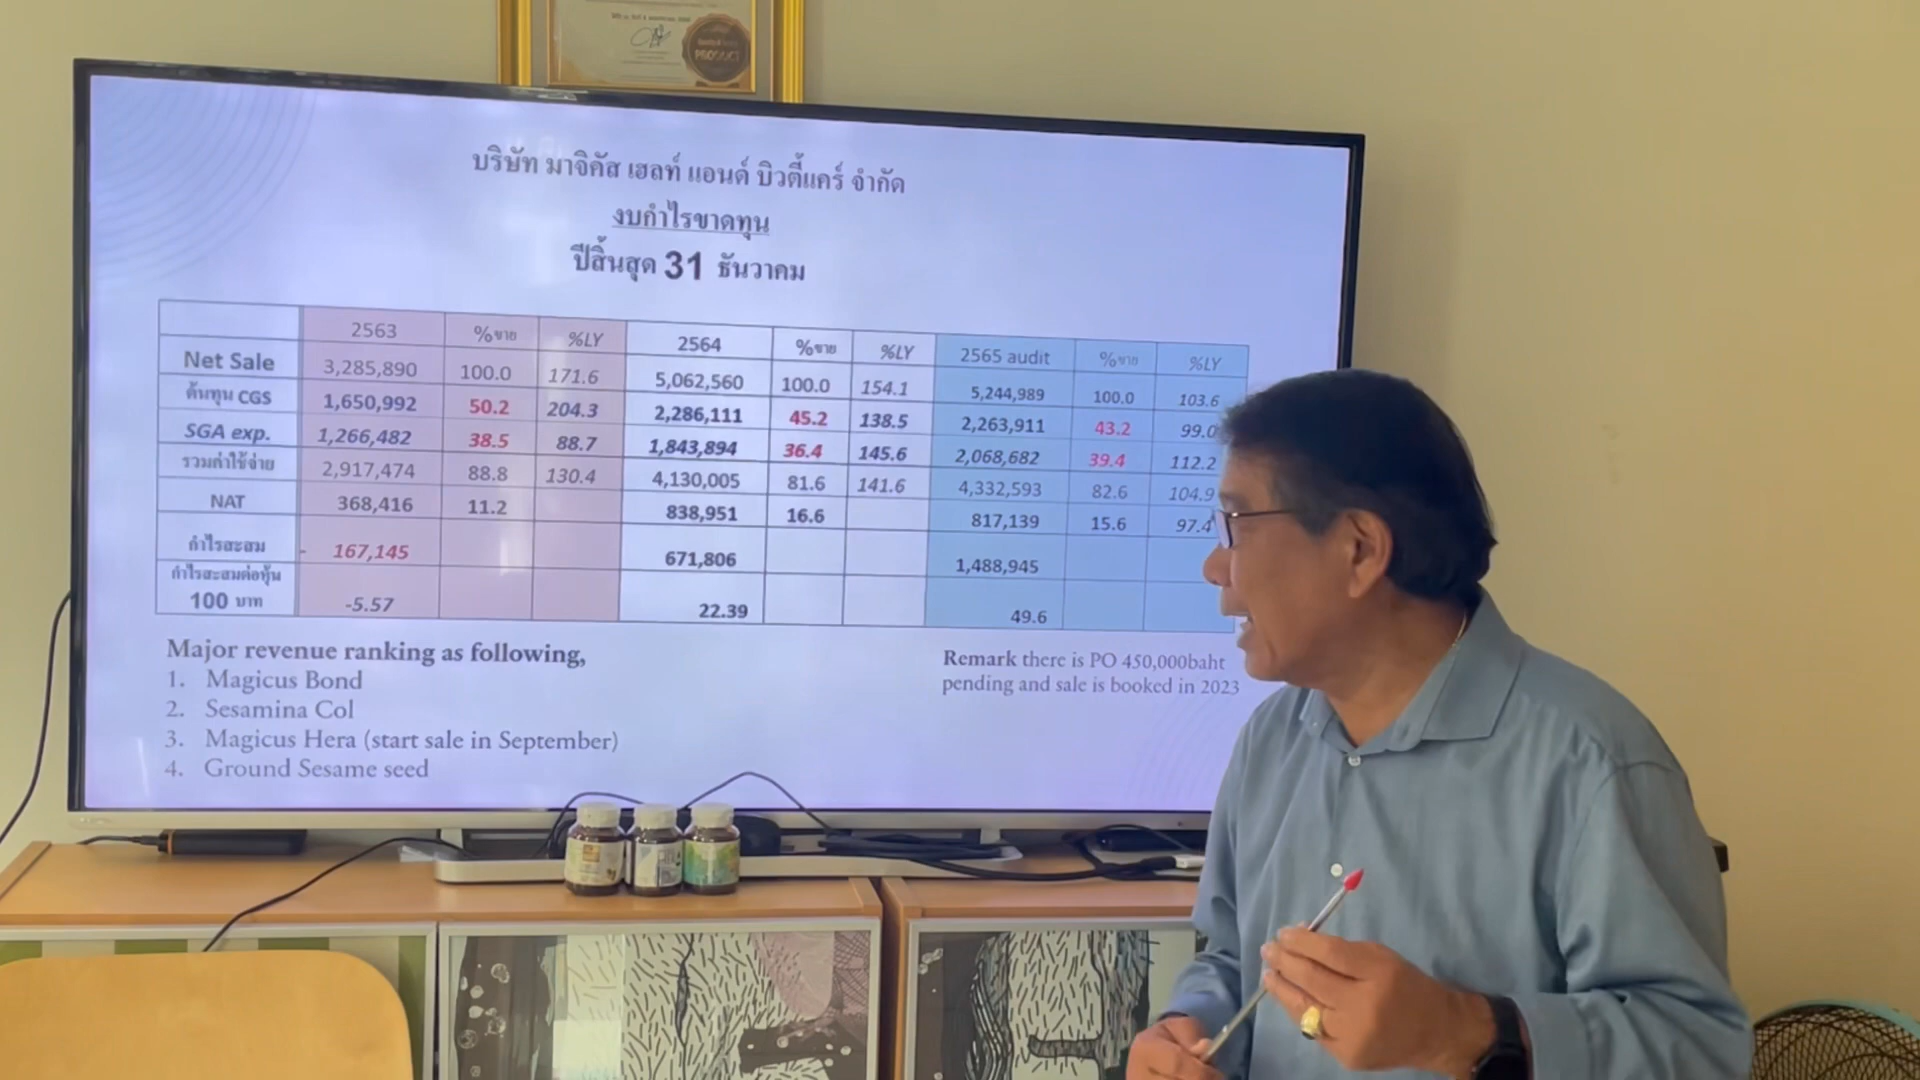 PRODUCT
บริษัท มาจิคัส เฮลท์ แอนด์ บิวตี้แคร์ จำกัด
งบกำไรขาดทุน
ปีสิ้นสุด 31 ธันวาคม
2563 %ขาย %LY 2564 %ขาย %LY 2565 audit %ขาย %LY
Net Sale 3,285,890 100.0 171.6 5,062,560 100.0 154.1 5,244,989 100.0 103.6
ต้นทุน CGS 1,650,992 50.2 204.3 2,286,111 45.2 138.5 2,263,911 43.2 99.0
SGA exp. 1,266,482 38.5 88.7 1,843,894 36.4 145.6 2,068,682 39.4 112.2
รวมค่าใช้จ่าย 2,917,474 88.8 130.4 4,130,005 81.6 141.6 4,332,593 82.6 104.9
NAT 368,416 11.2 838,951 16.6 817,139 15.6 97.4
กำไรสะสม - 167,145 671,806 1,488,945
กำไรสะสมต่อหุ้น
100 บาท -5.57 22.39 49.6
Major revenue ranking as following,
1. Magicus Bond
2. Sesamina Col
3. Magicus Hera (start sale in September)
4. Ground Sesame seed
Remark there is PO 450,000baht
pending and sale is booked in 2023